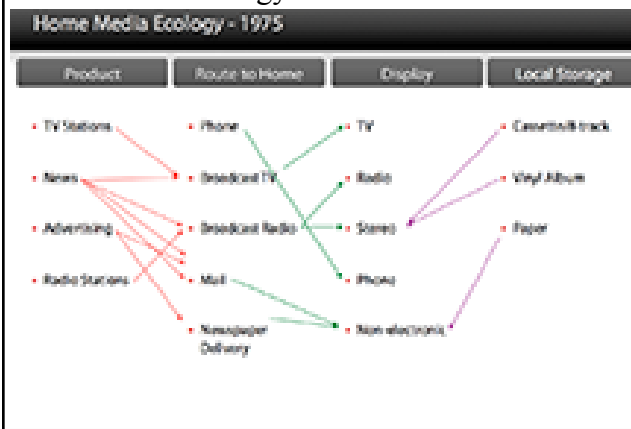 Home Media Ecology - 1975
Product
Route to Home
Display
Local Storage
• TV Stations
• Phone
• TV
• Cassette/8 track
• News
• Broadcast TV
• Radio
• Vinyl Album
• Advertising
• Broadcast Radio
• Stereo
• Paper
• Radio Stations
• Mail
• Phone
• Newspaper
Delivery
• Non electronic